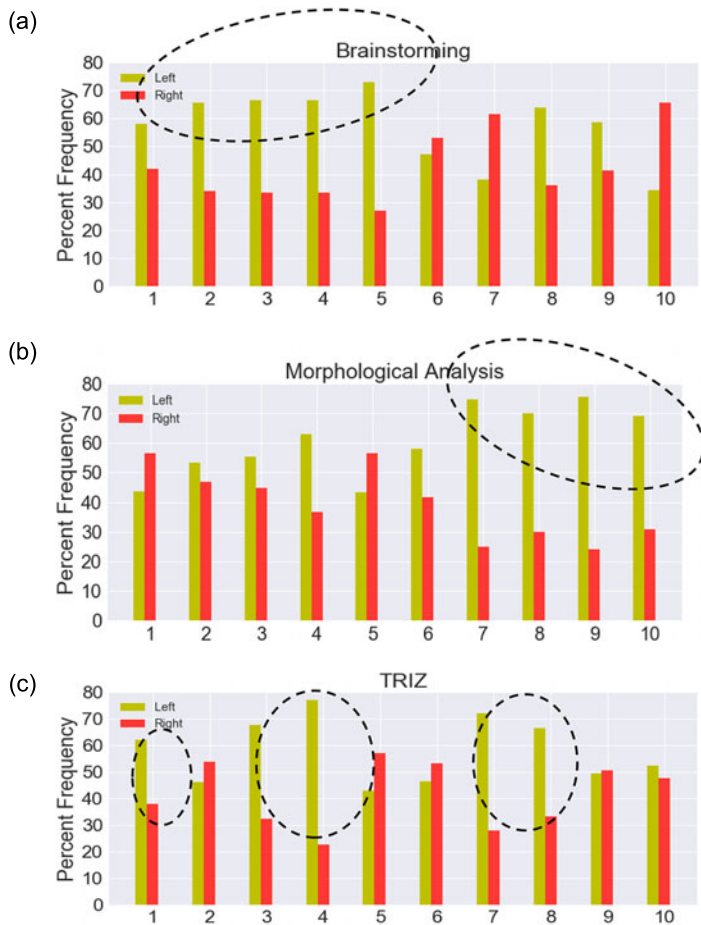 (a)
Brainstorming
80
70
60
50
40
30
20
10
0
Percent Frequency
Left
Right
1 2 3 4 5 6 7 8 9 10
(b)
Morphological Analysis
80
70
60
50
40
30
20
10
0
Percent Frequency
Left
Right
1 2 3 4 5 6 7 8 9 10
(c)
TRIZ
80
70
60
50
40
30
20
10
0
Percent Frequency
Left
Right
1 2 3 4 5 6 7 8 9 10